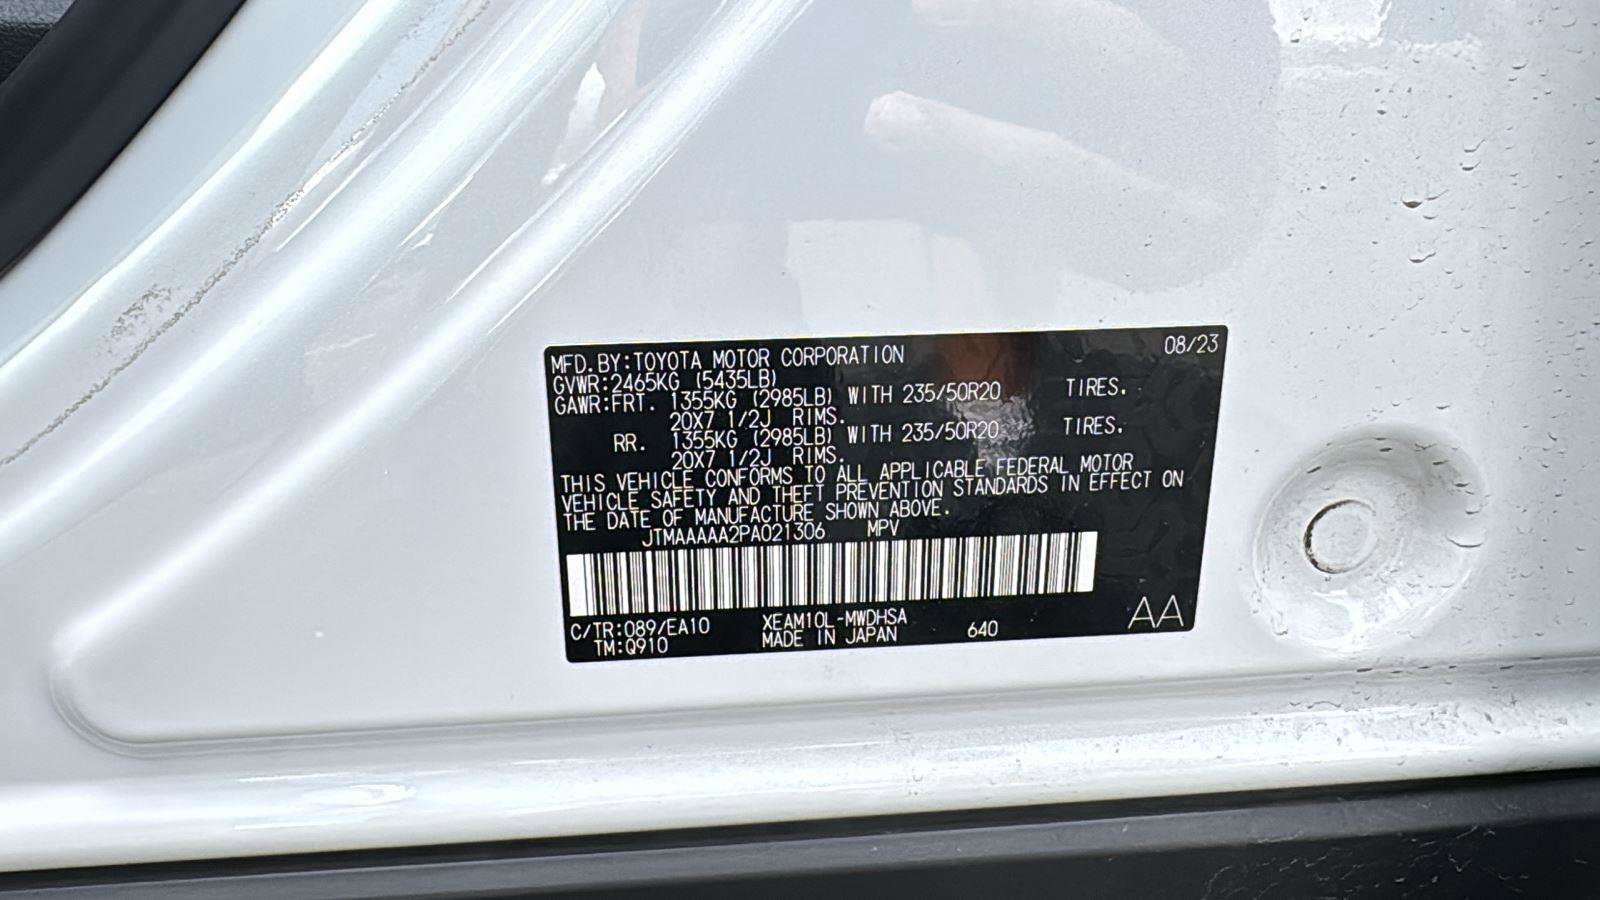 MFD.BY:TOYOTA MOTOR CORPORATION 08/23
GVWR:2465KG (5435LB)
GAWR:FRT. 1355KG (2985LB) WITH 235/50R20 TIRES.
20X7 1/2J RIMS.
RR. 1355KG (2985LB) WITH 235/50R20 TIRES.
20X7 1/2J RIMS.
THIS VEHICLE CONFORMS TO ALL APPLICABLE FEDERAL MOTOR
VEHICLE SAFETY AND THEFT PREVENTION STANDARDS IN EFFECT ON
THE DATE OF MANUFACTURE SHOWN ABOVE.
JTMAAAAA2PA021306 MPV
C/TR:089/EA10 XEAM10L-MWDHSA
TM:Q910 MADE IN JAPAN 640 AA